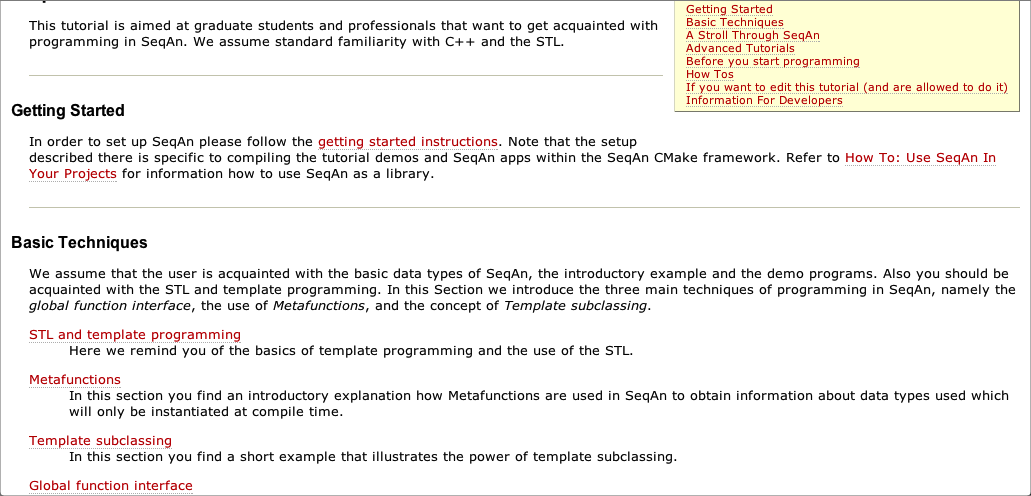 This tutorial is aimed at graduate students and professionals that want to get acquainted with
programming in SeqAn. We assume standard familiarity with C++ and the STL.
Getting Started
Basic Techniques
A Stroll Through SeqAn
Advanced Tutorials
Before you start programming
How Tos
If you want to edit this tutorial (and are allowed to do it)
Information For Developers
Getting Started
In order to set up SeqAn please follow the getting started instructions. Note that the setup
described there is specific to compiling the tutorial demos and SeqAn apps within the SeqAn CMake framework. Refer to How To: Use SeqAn In
Your Projects for information how to use SeqAn as a library.
Basic Techniques
We assume that the user is acquainted with the basic data types of SeqAn, the introductory example and the demo programs. Also you should be
acquainted with the STL and template programming. In this Section we introduce the three main techniques of programming in SeqAn, namely the
global function interface, the use of Metafunctions, and the concept of Template subclassing.
STL and template programming
Here we remind you of the basics of template programming and the use of the STL.
Metafunctions
In this section you find an introductory explanation how Metafunctions are used in SeqAn to obtain information about data types used which
will only be instantiated at compile time.
Template subclassing
In this section you find a short example that illustrates the power of template subclassing.
Global function interface